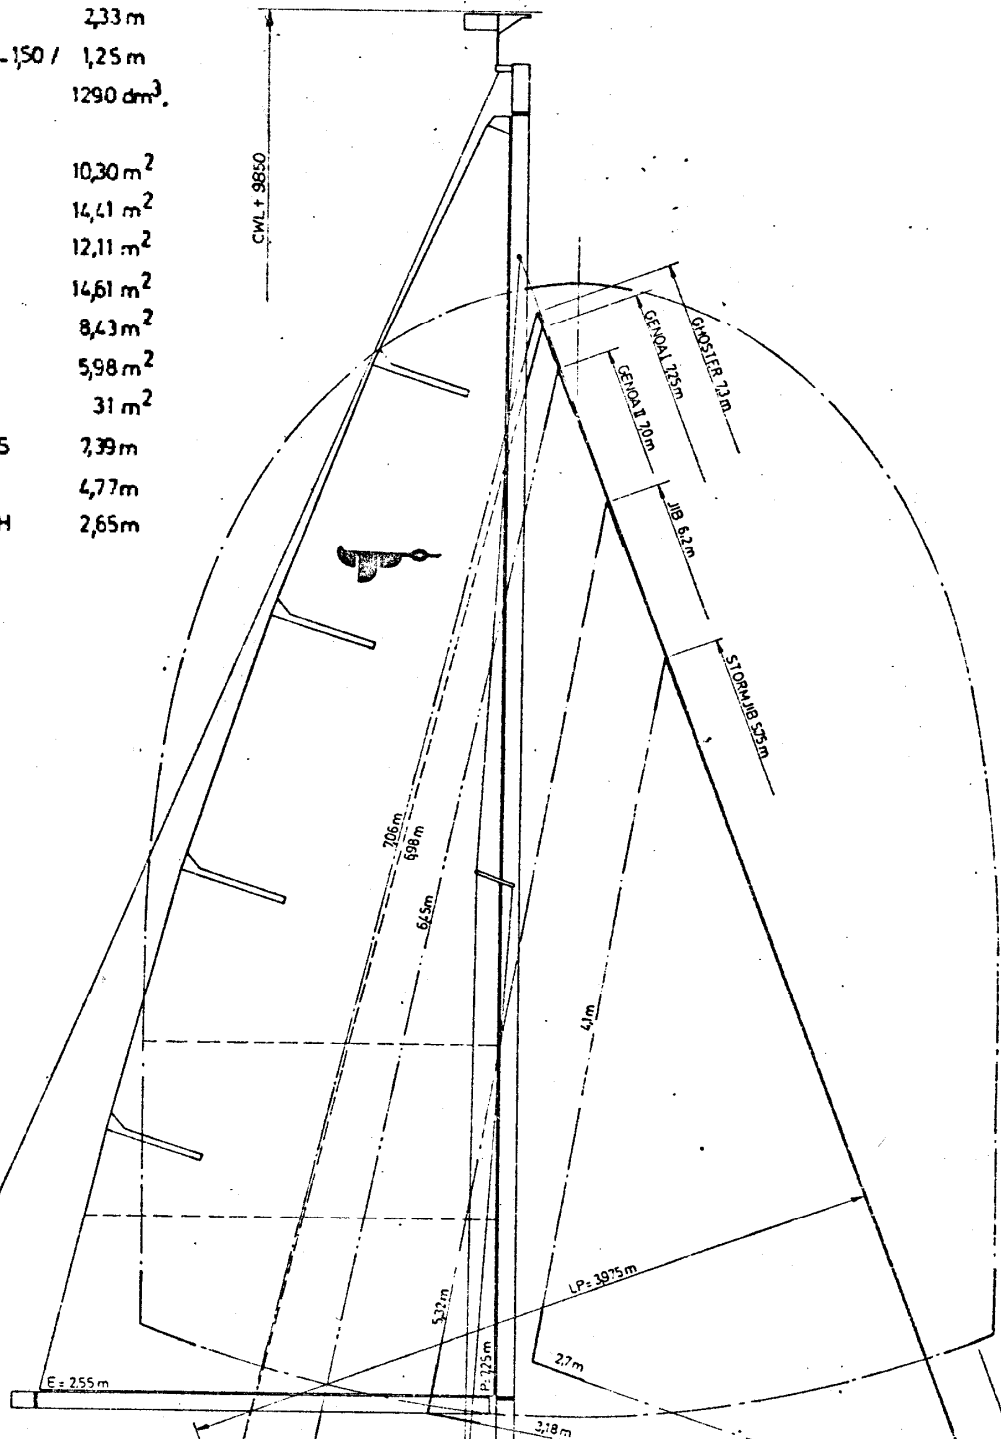 2,33 m
-1,50 / 1,25 m
1290 dm³.
10,30 m²
14,41 m²
12,11 m²
14,61 m²
8,43 m²
5,98 m²
31 m²
S 7,39 m
4,77 m
H 2,65 m
CWL + 9850
GHOSTER 7,3 m
GENOA I 7,25 m
GENOA II 7,0 m
JIB 6,2 m
STORMJIB 5,75 m
7,06 m
6,98 m
6,45 m
4,1 m
LP = 3,975 m
5,32 m
P = 7,25 m
2,7 m
E = 2,55 m
3,18 m